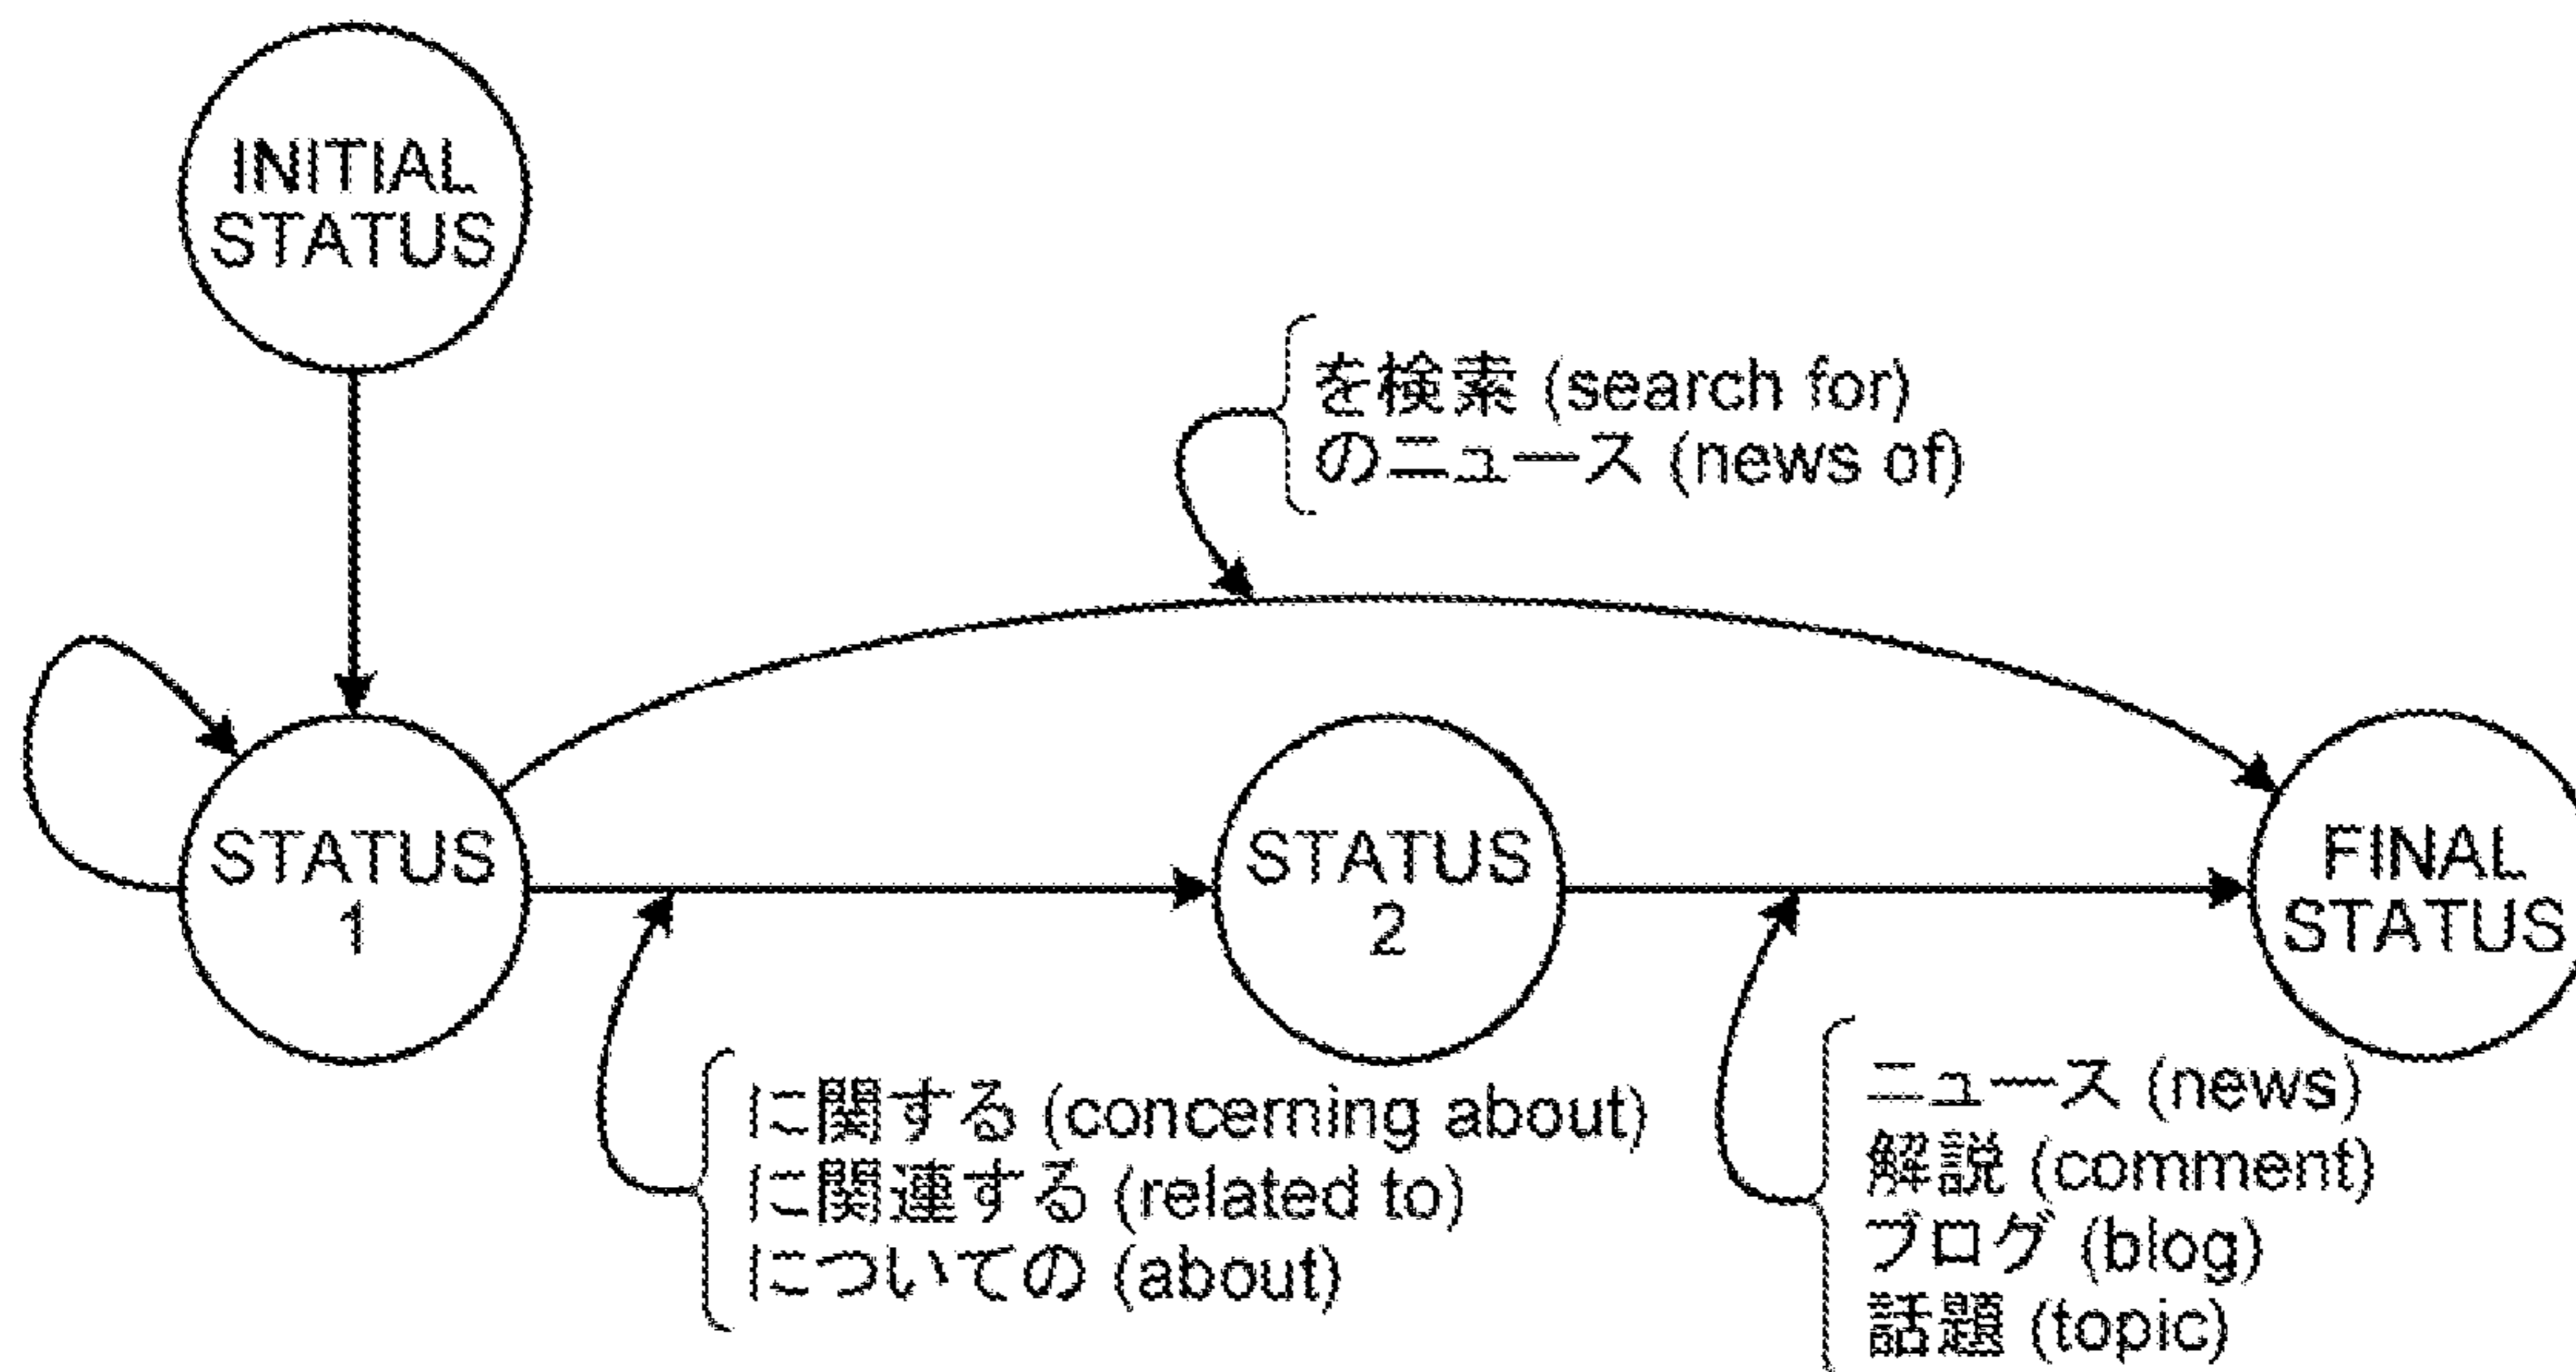 INITIAL
STATUS
を検索 (search for)
のニュース (news of)
STATUS
1
STATUS
2
FINAL
STATUS
に関する (concerning about)
に関連する (related to)
についての (about)
ニュース (news)
解説 (comment)
ブログ (blog)
話題 (topic)